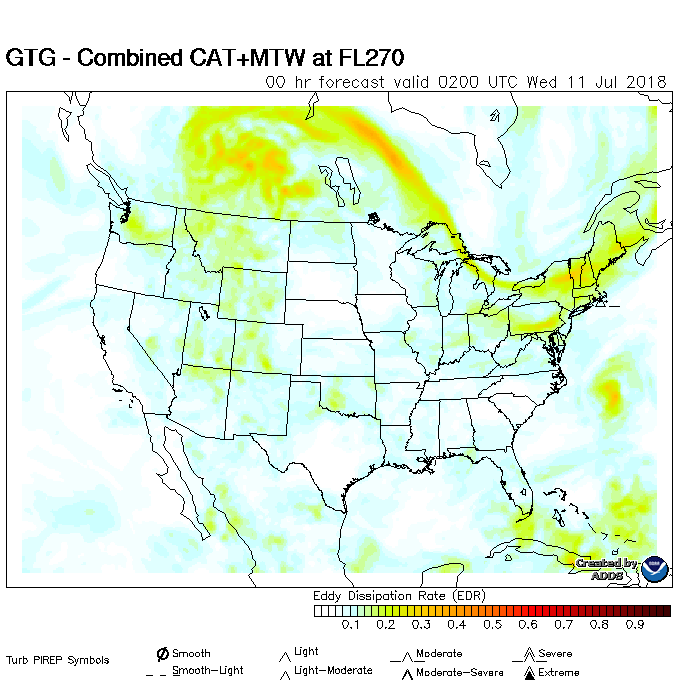 GTG - Combined CAT+MTW at FL270
00 hr forecast valid 0200 UTC Wed 11 Jul 2018
Created by
ADDS
Eddy Dissipation Rate (EDR)
0.1 0.2 0.3 0.4 0.5 0.6 0.7 0.8 0.9
Turb PIREP Symbols
Smooth Light Moderate Severe
Smooth-Light Light-Moderate Moderate-Severe Extreme